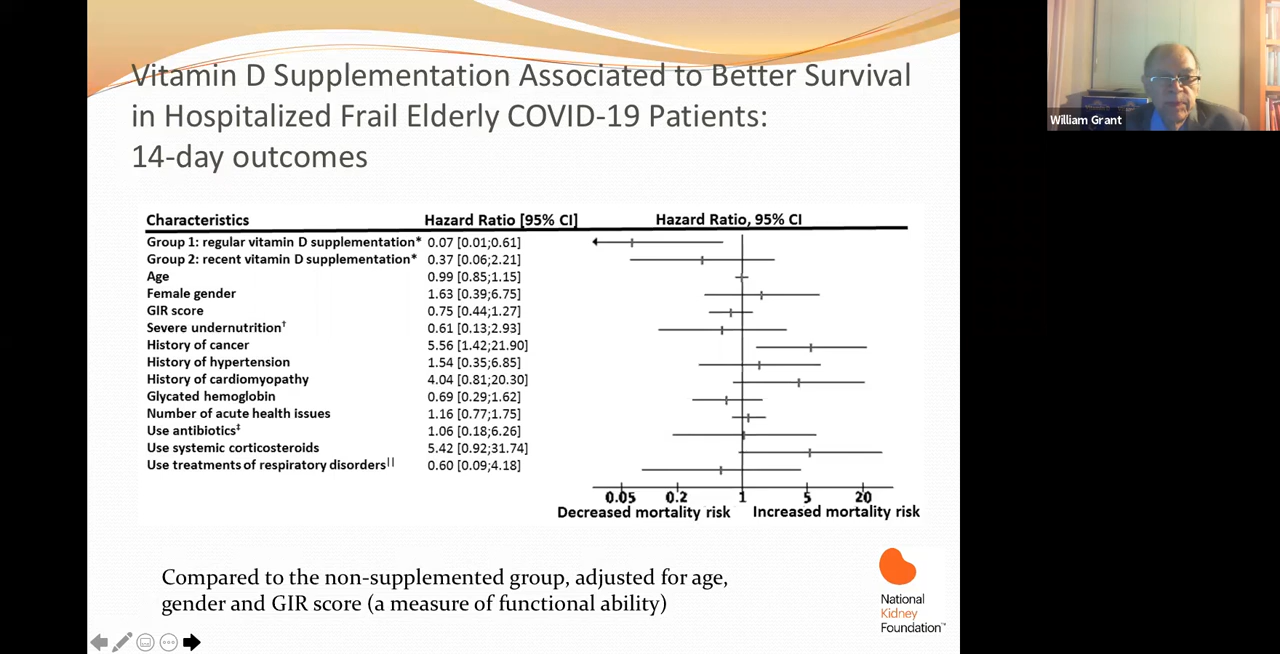 Vitamin D Supplementation Associated to Better Survival
in Hospitalized Frail Elderly COVID-19 Patients:
14-day outcomes
William Grant
Characteristics Hazard Ratio [95% CI] Hazard Ratio, 95% CI
Group 1: regular vitamin D supplementation* 0.07 [0.01;0.61]
Group 2: recent vitamin D supplementation* 0.37 [0.06;2.21]
Age 0.99 [0.85;1.15]
Female gender 1.63 [0.39;6.75]
GIR score 0.75 [0.44;1.27]
Severe undernutrition† 0.61 [0.13;2.93]
History of cancer 5.56 [1.42;21.90]
History of hypertension 1.54 [0.35;6.85]
History of cardiomyopathy 4.04 [0.81;20.30]
Glycated hemoglobin 0.69 [0.29;1.62]
Number of acute health issues 1.16 [0.77;1.75]
Use antibiotics‡ 1.06 [0.18;6.26]
Use systemic corticosteroids 5.42 [0.92;31.74]
Use treatments of respiratory disorders|| 0.60 [0.09;4.18]
0.05 0.2 1 5 20
Decreased mortality risk Increased mortality risk
Compared to the non-supplemented group, adjusted for age,
gender and GIR score (a measure of functional ability)
National
Kidney
Foundation™